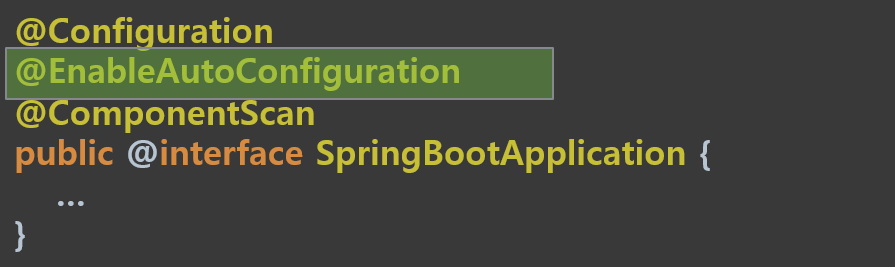 @Configuration
@EnableAutoConfiguration
@ComponentScan
public @interface SpringBootApplication {
...
}